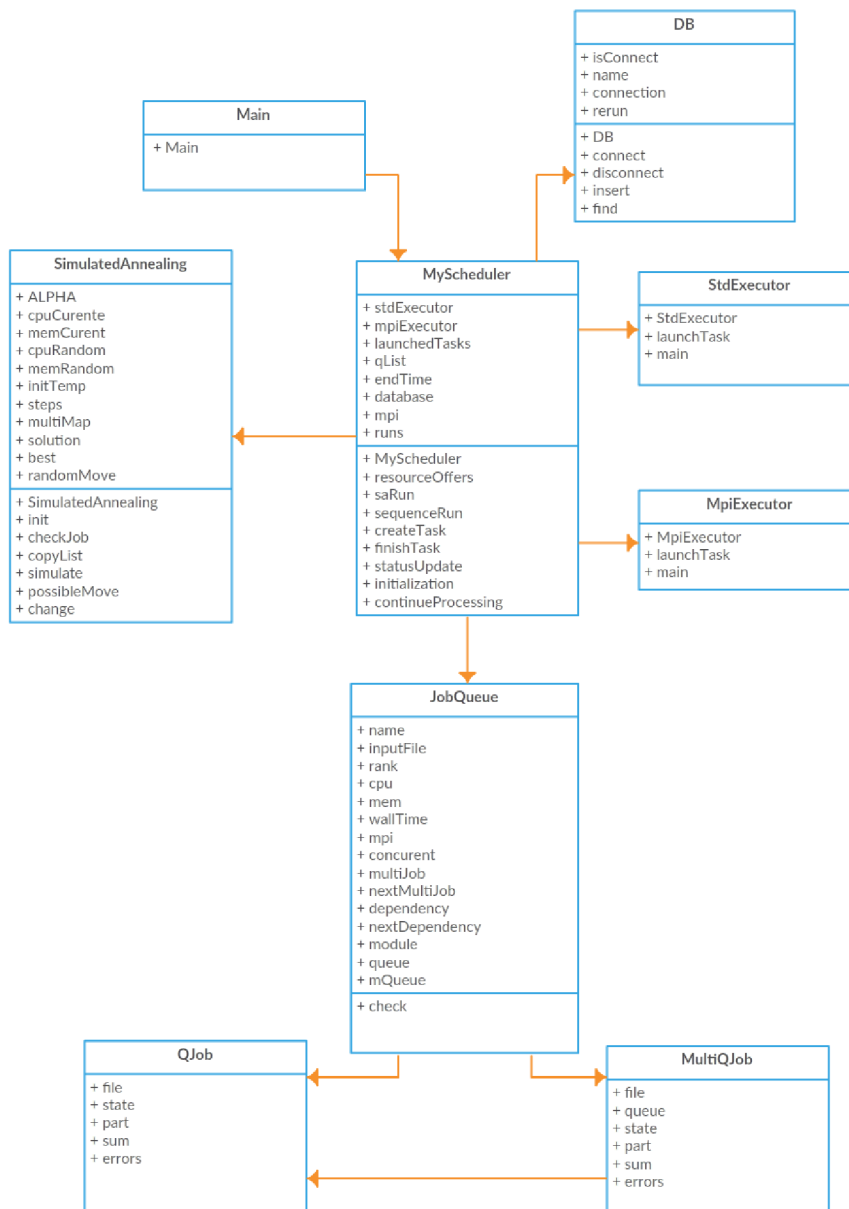 DB
+ isConnect
+ name
+ connection
+ rerun
+ DB
+ connect
+ disconnect
+ insert
+ find
Main
+ Main
SimulatedAnnealing
+ ALPHA
+ cpuCurente
+ memCurent
+ cpuRandom
+ memRandom
+ initTemp
+ steps
+ multiMap
+ solution
+ best
+ randomMove
+ SimulatedAnnealing
+ init
+ checkJob
+ copyList
+ simulate
+ possibleMove
+ change
MyScheduler
+ stdExecutor
+ mpiExecutor
+ launchedTasks
+ qList
+ endTime
+ database
+ mpi
+ runs
+ MyScheduler
+ resourceOffers
+ saRun
+ sequenceRun
+ createTask
+ finishTask
+ statusUpdate
+ initialization
+ continueProcessing
StdExecutor
+ StdExecutor
+ launchTask
+ main
MpiExecutor
+ MpiExecutor
+ launchTask
+ main
JobQueue
+ name
+ inputFile
+ rank
+ cpu
+ mem
+ wallTime
+ mpi
+ concurent
+ multiJob
+ nextMultiJob
+ dependency
+ nextDependency
+ module
+ queue
+ mQueue
+ check
QJob
+ file
+ state
+ part
+ sum
+ errors
MultiQJob
+ file
+ queue
+ state
+ part
+ sum
+ errors